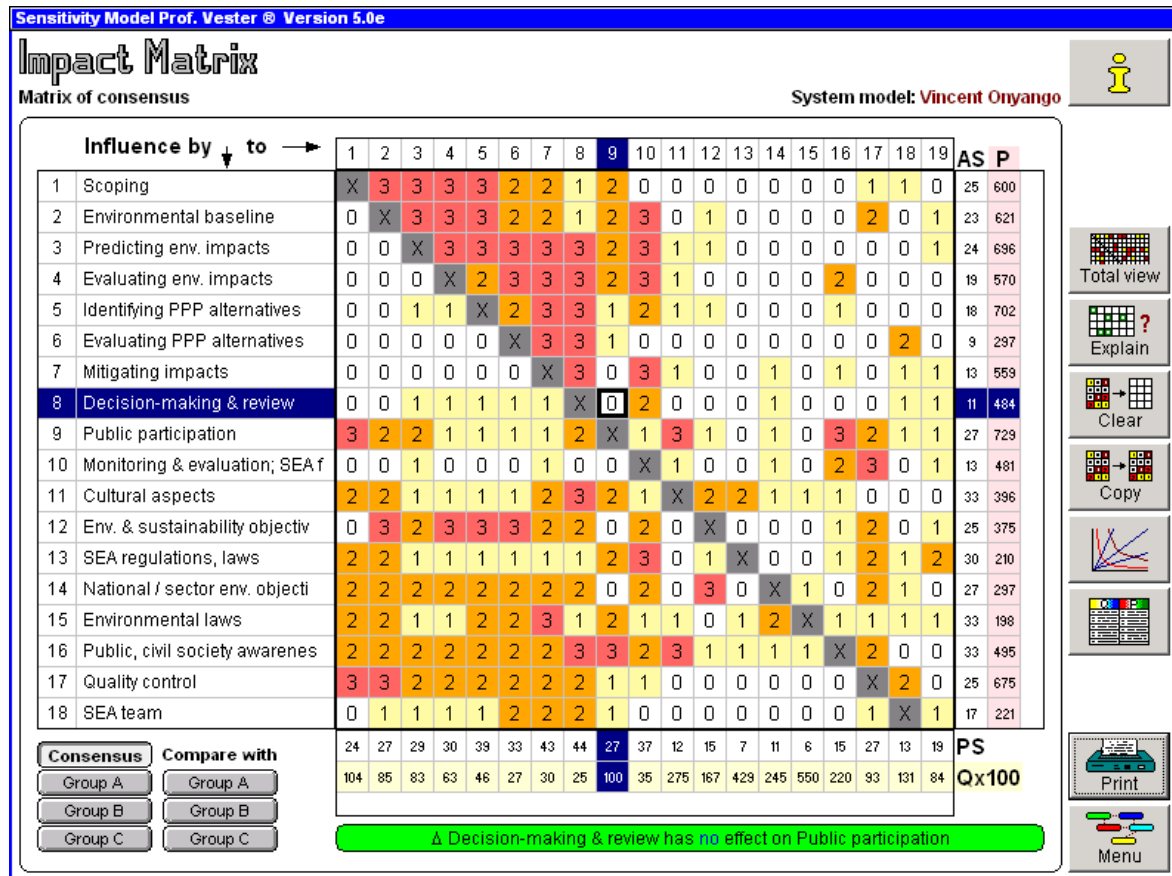 Sensitivity Model Prof. Vester ® Version 5.0e
Impact Matrix
Matrix of consensus
System model: Vincent Onyango
Influence by to 1 2 3 4 5 6 7 8 9 10 11 12 13 14 15 16 17 18 19 AS P
1 Scoping X 3 3 3 3 2 2 1 2 0 0 0 0 0 0 0 1 1 0 25 600
2 Environmental baseline 0 X 3 3 3 2 2 1 2 3 0 1 0 0 0 0 2 0 1 23 621
3 Predicting env. impacts 0 0 X 3 3 3 3 3 2 3 1 1 0 0 0 0 0 0 1 24 696
4 Evaluating env. impacts 0 0 0 X 2 3 3 3 2 3 1 0 0 0 0 2 0 0 0 19 570
5 Identifying PPP alternatives 0 0 1 1 X 2 3 3 1 2 1 1 0 0 0 1 0 0 0 18 702
6 Evaluating PPP alternatives 0 0 0 0 0 X 3 3 1 0 0 0 0 0 0 0 0 2 0 9 297
7 Mitigating impacts 0 0 0 0 0 0 X 3 0 3 1 0 0 1 0 1 0 1 1 13 559
8 Decision-making & review 0 0 1 1 1 1 1 X 0 2 0 0 0 1 0 0 0 1 1 11 484
9 Public participation 3 2 2 1 1 1 1 2 X 1 3 1 0 1 0 3 2 1 1 27 729
10 Monitoring & evaluation; SEA f 0 0 1 0 0 0 1 0 0 X 1 0 0 1 0 2 3 0 1 13 481
11 Cultural aspects 2 2 1 1 1 1 2 3 2 1 X 2 2 1 1 1 0 0 0 33 396
12 Env. & sustainability objectiv 0 3 2 3 3 3 2 2 0 2 0 X 0 0 0 1 2 0 1 25 375
13 SEA regulations, laws 2 2 1 1 1 1 1 1 2 3 0 1 X 0 0 1 2 1 2 30 210
14 National / sector env. objecti 2 2 2 2 2 2 2 2 0 2 0 3 0 X 1 0 2 1 0 27 297
15 Environmental laws 2 2 1 1 2 2 3 1 2 1 1 0 1 2 X 1 1 1 1 33 198
16 Public, civil society awarenes 2 2 2 2 2 2 2 3 3 2 3 1 1 1 1 X 2 0 0 33 495
17 Quality control 3 3 2 2 2 2 2 2 1 1 0 0 0 0 0 0 X 2 0 25 675
18 SEA team 0 1 1 1 1 2 2 2 1 0 0 0 0 0 0 0 1 X 1 17 221
24 27 29 30 39 33 43 44 27 37 12 15 7 11 6 15 27 13 19 PS
104 85 83 63 46 27 30 25 100 35 275 167 429 245 550 220 93 131 84 Qx100
Consensus Compare with
Group A Group A
Group B Group B
Group C Group C
Δ Decision-making & review has no effect on Public participation
i
Total view
?
Explain
Clear
Copy
Print
Menu